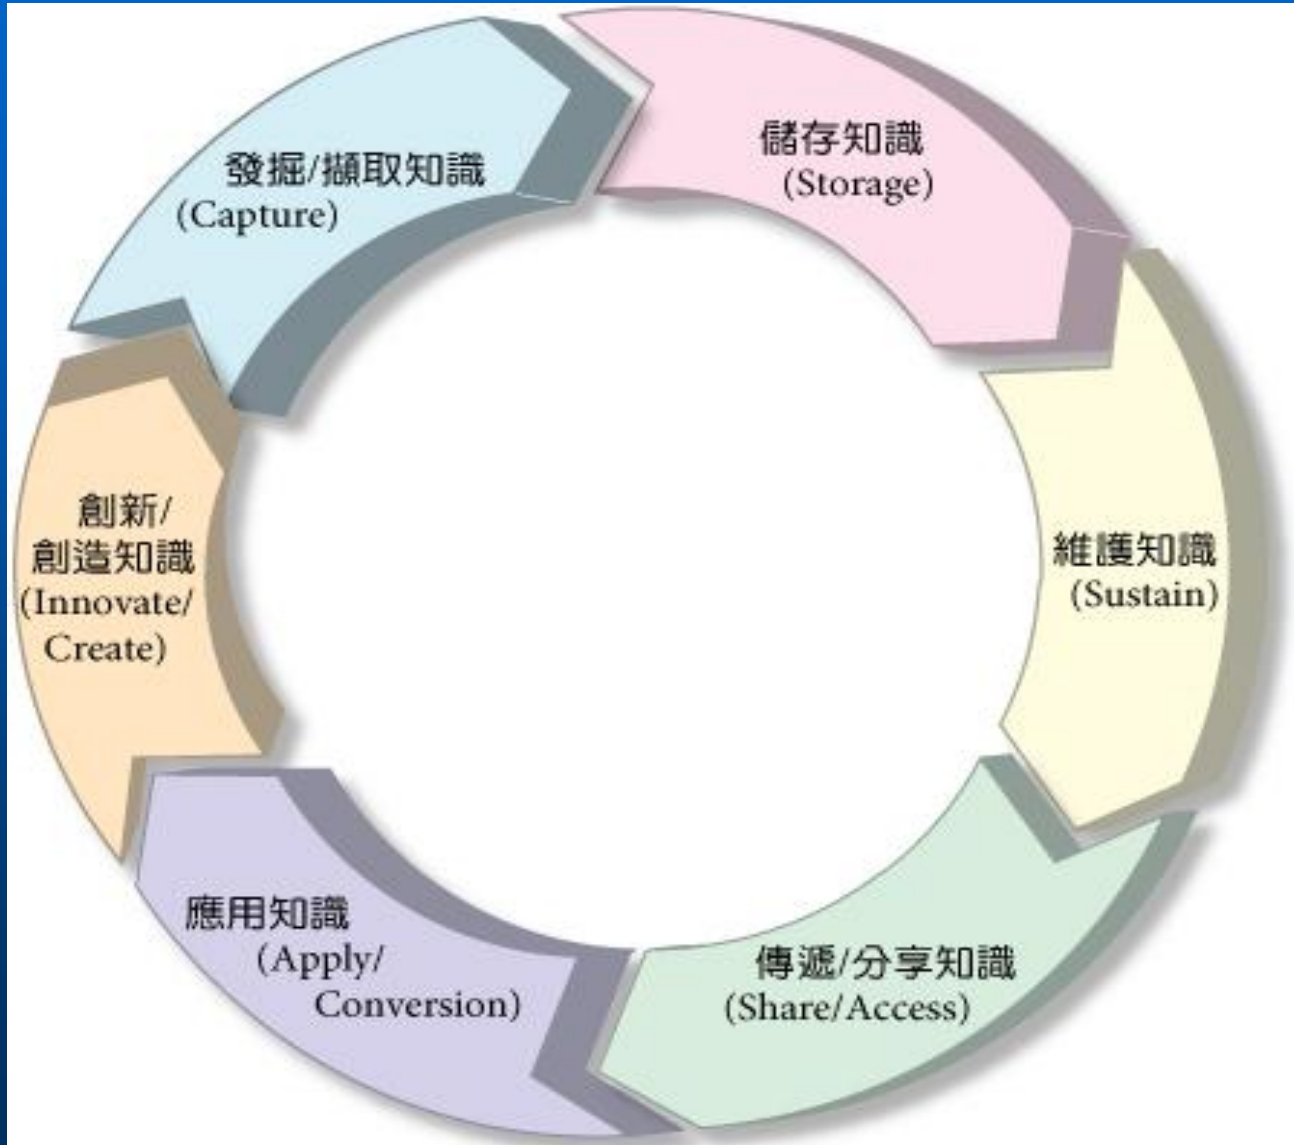 發掘/擷取知識
(Capture)
儲存知識
(Storage)
維護知識
(Sustain)
傳遞/分享知識
(Share/Access)
應用知識
(Apply/
Conversion)
創新/
創造知識
(Innovate/
Create)